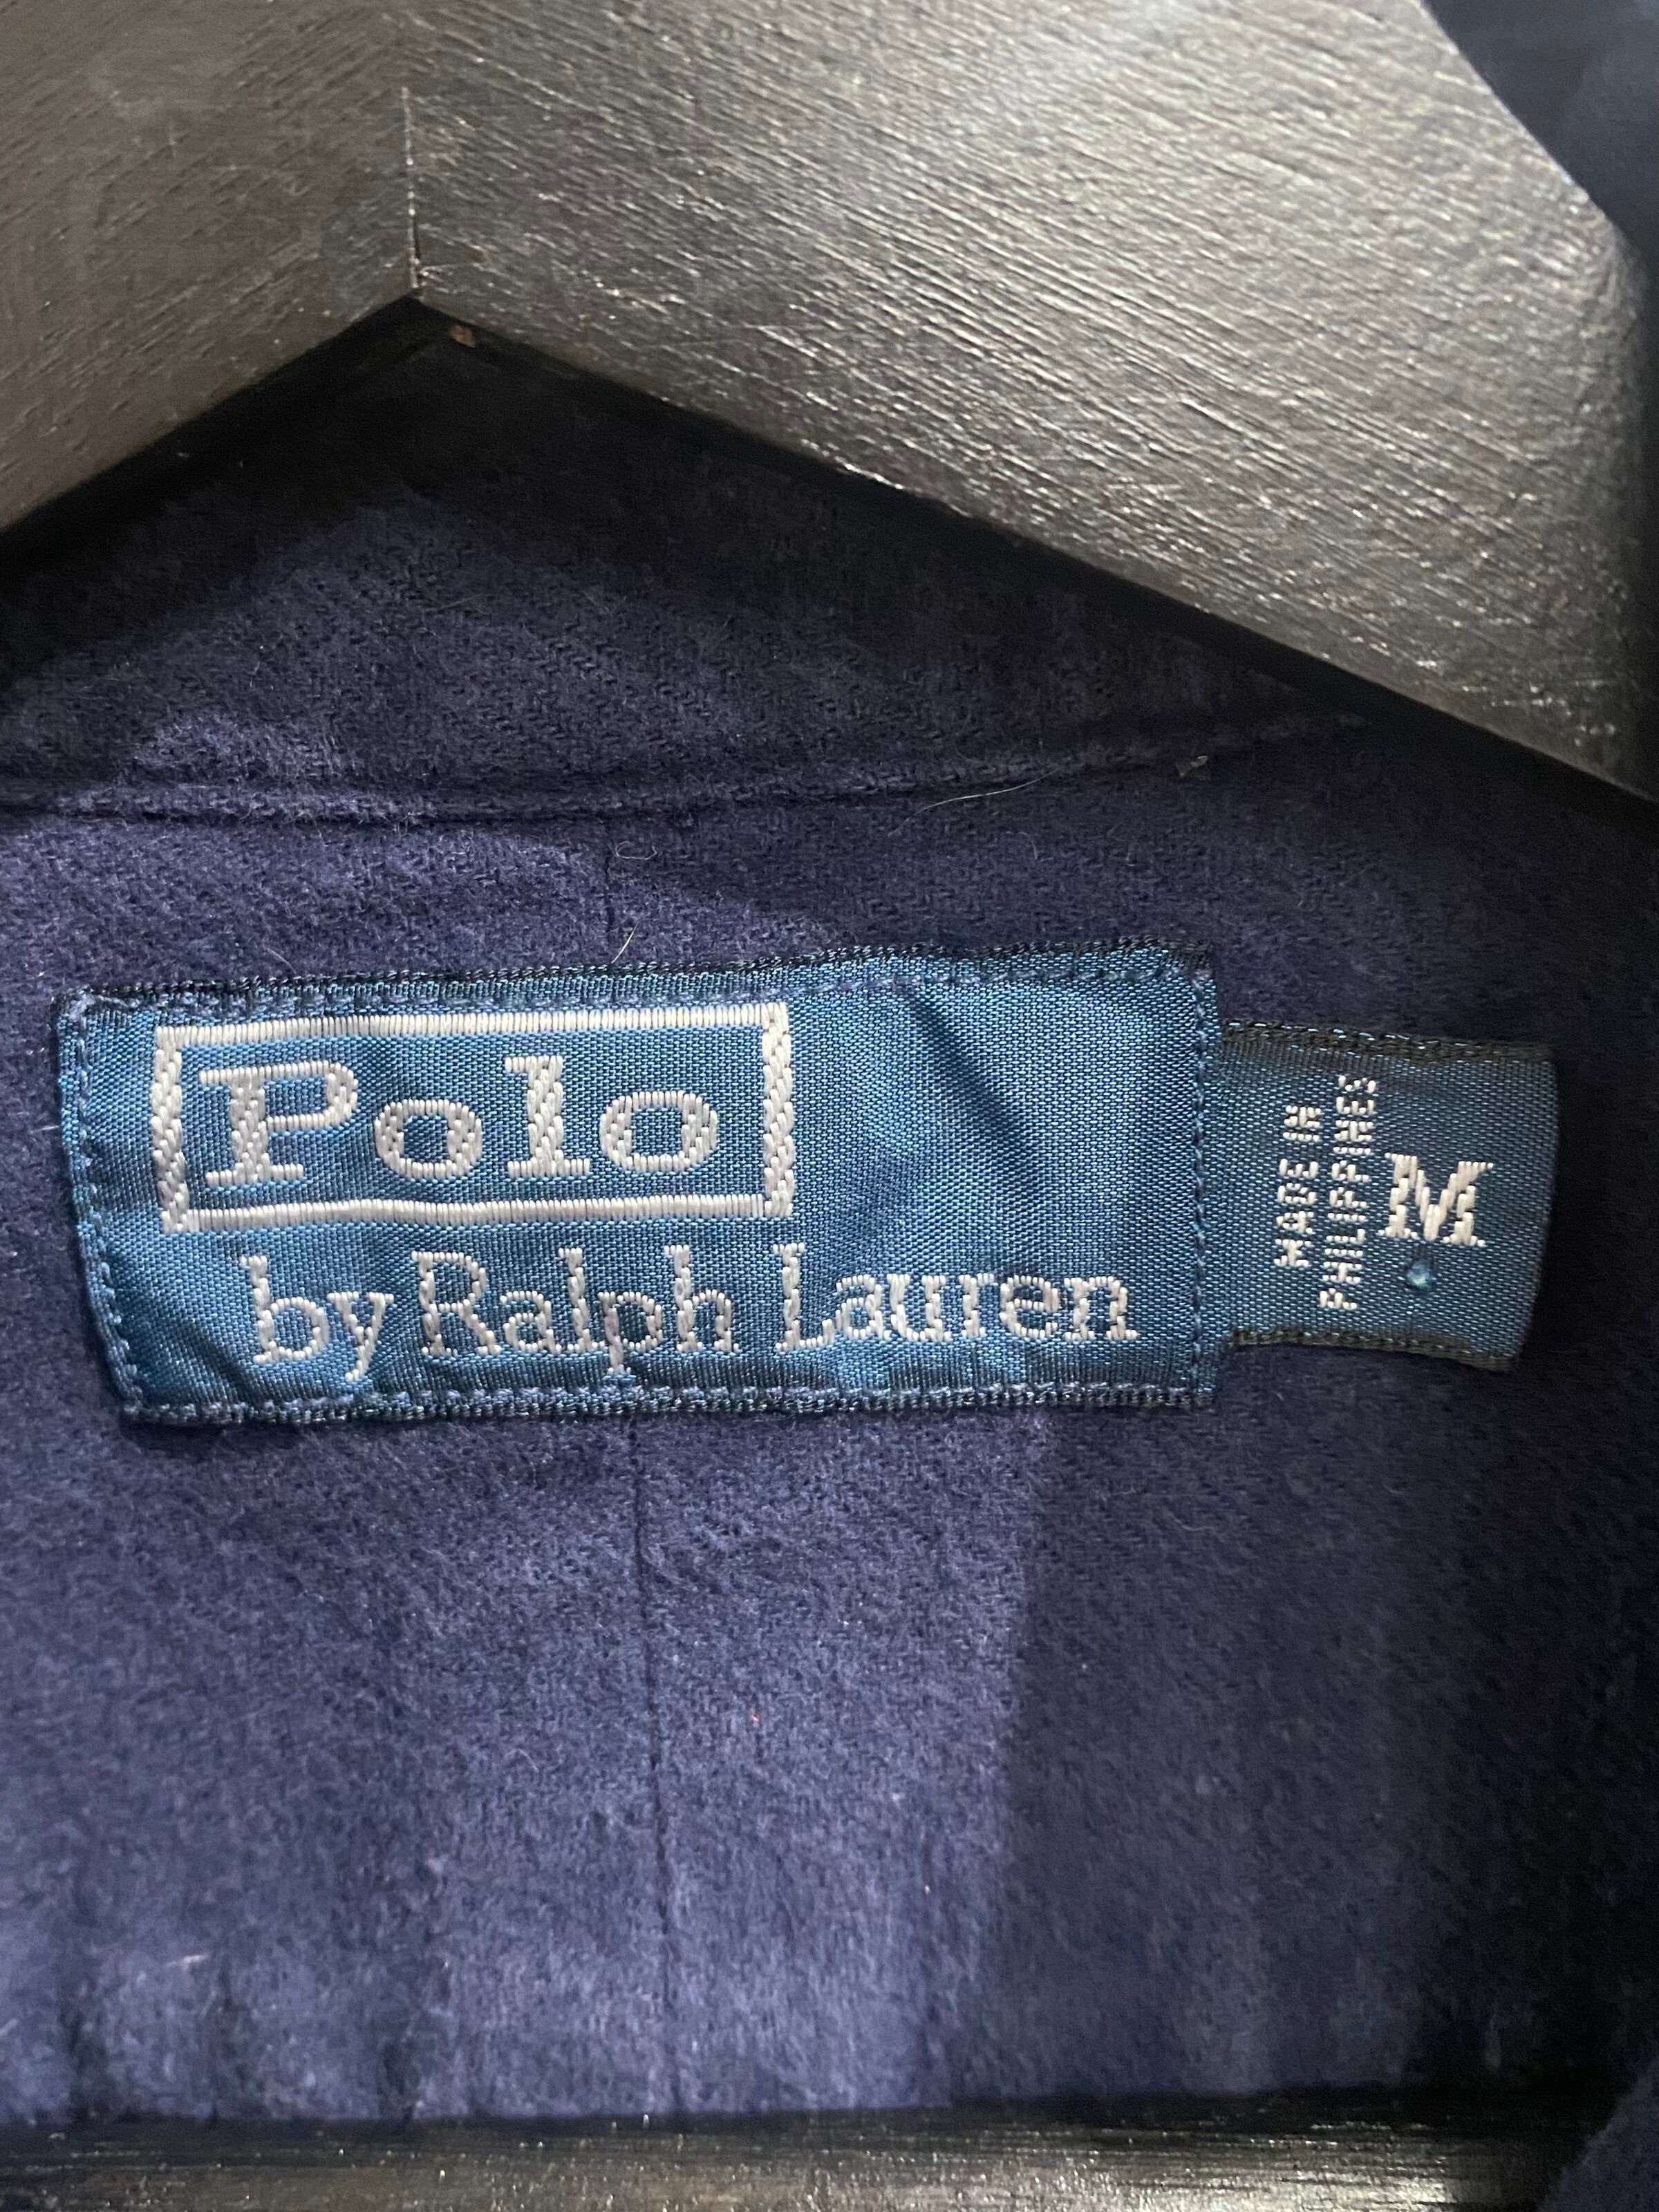 Polo
by Ralph Lauren
MADE IN
PHILIPPINES
M